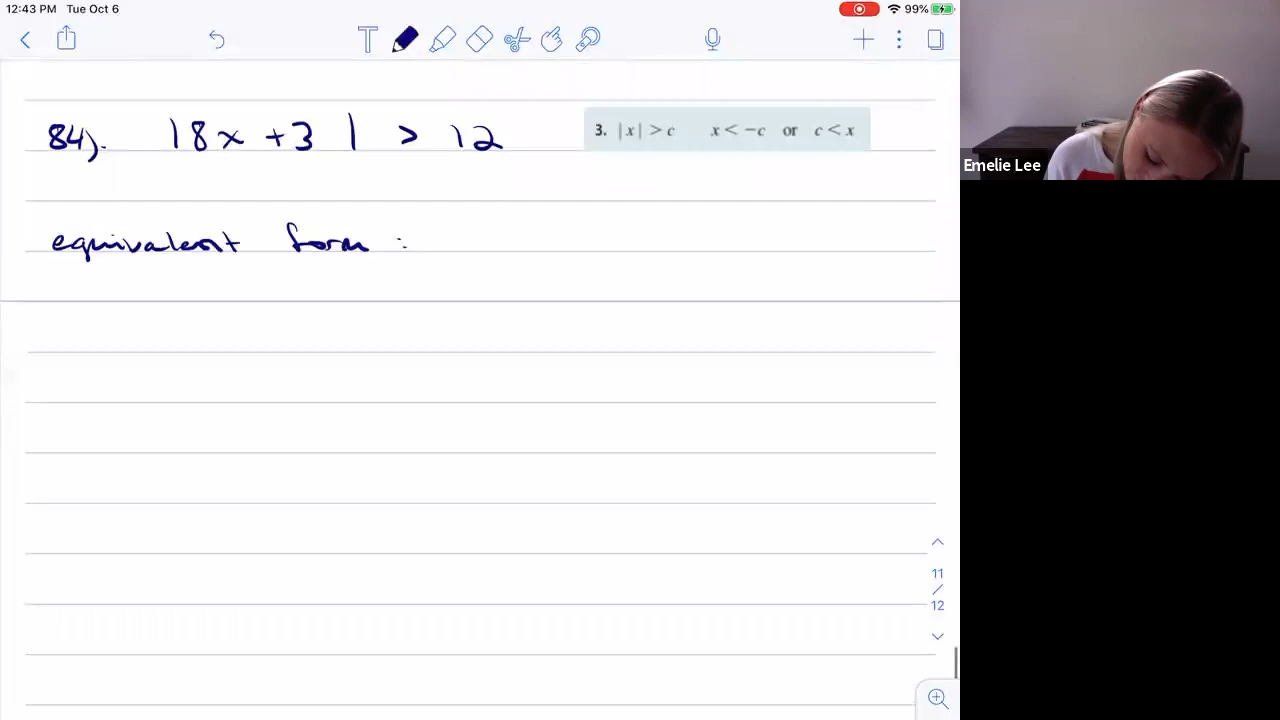 12:43 PM Tue Oct 6
99%
84). |8x + 3| > 12
3. |x| > c x < −c or c < x
Emelie Lee
equivalent form :
11
/
12